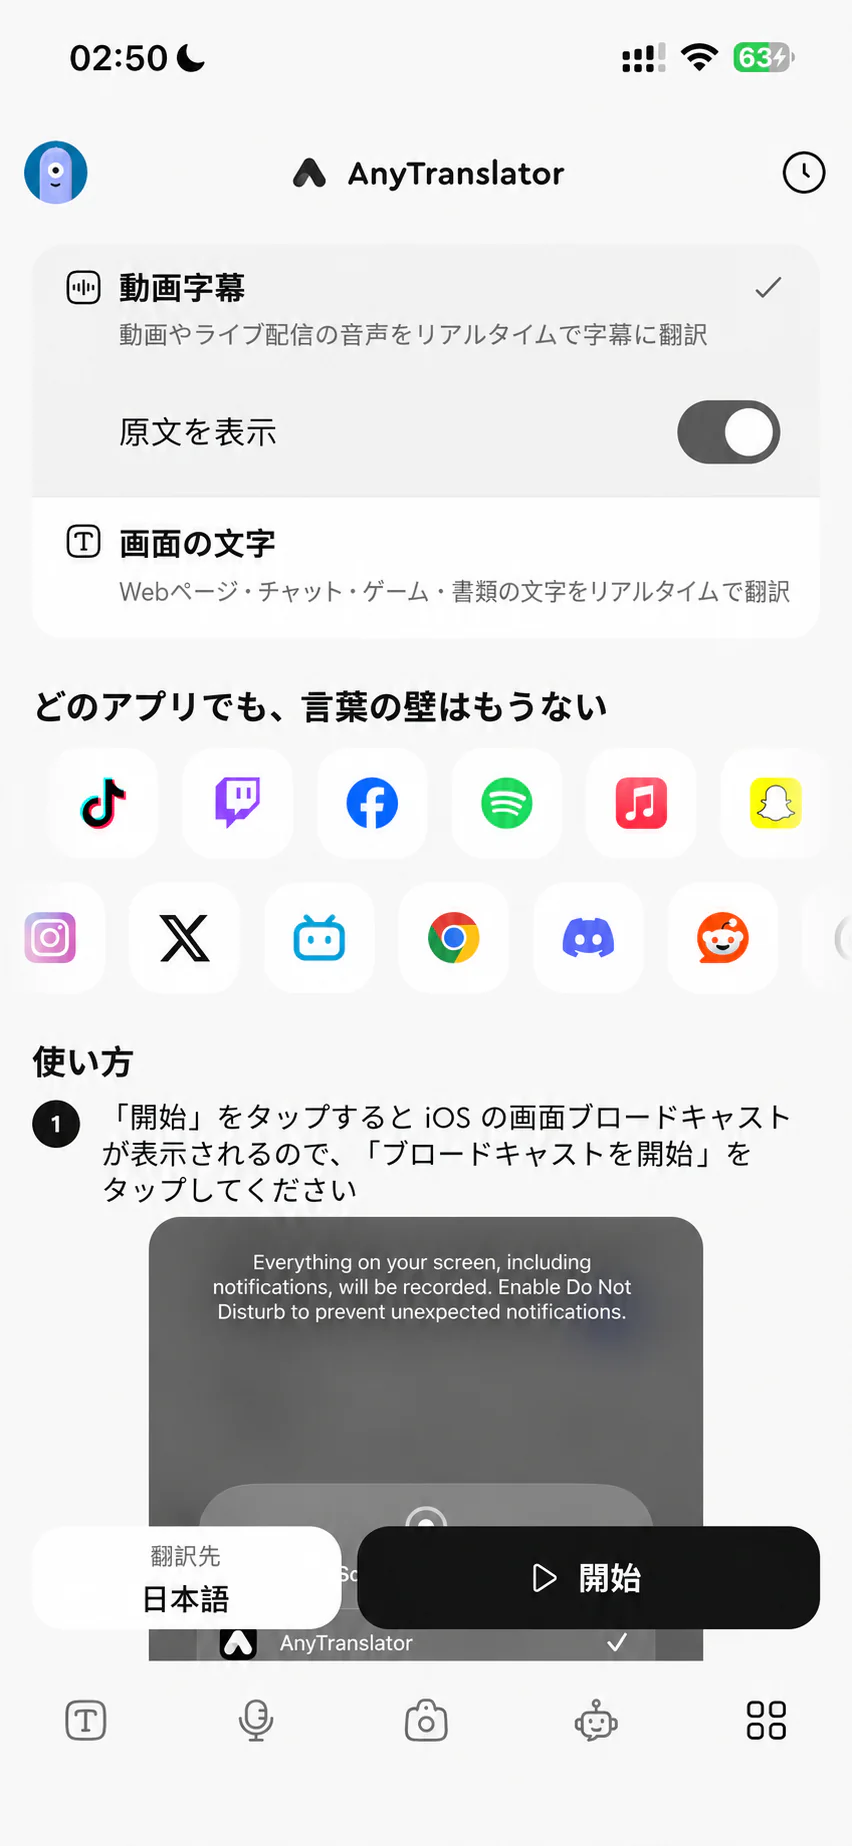 02:50
63
AnyTranslator
動画字幕
動画やライブ配信の音声をリアルタイムで字幕に翻訳
原文を表示
画面の文字
Webページ・チャット・ゲーム・書類の文字をリアルタイムで翻訳
どのアプリでも、言葉の壁はもうない
使い方
1
「開始」をタップすると iOS の画面ブロードキャスト
が表示されるので、「ブロードキャストを開始」を
タップしてください
Everything on your screen, including
notifications, will be recorded. Enable Do Not
Disturb to prevent unexpected notifications.
翻訳先
日本語
開始
AnyTranslator